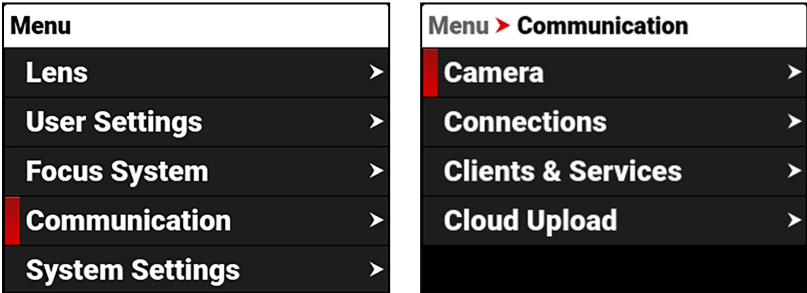 Menu
Lens
User Settings
Focus System
Communication
System Settings
Menu Communication
Camera
Connections
Clients & Services
Cloud Upload